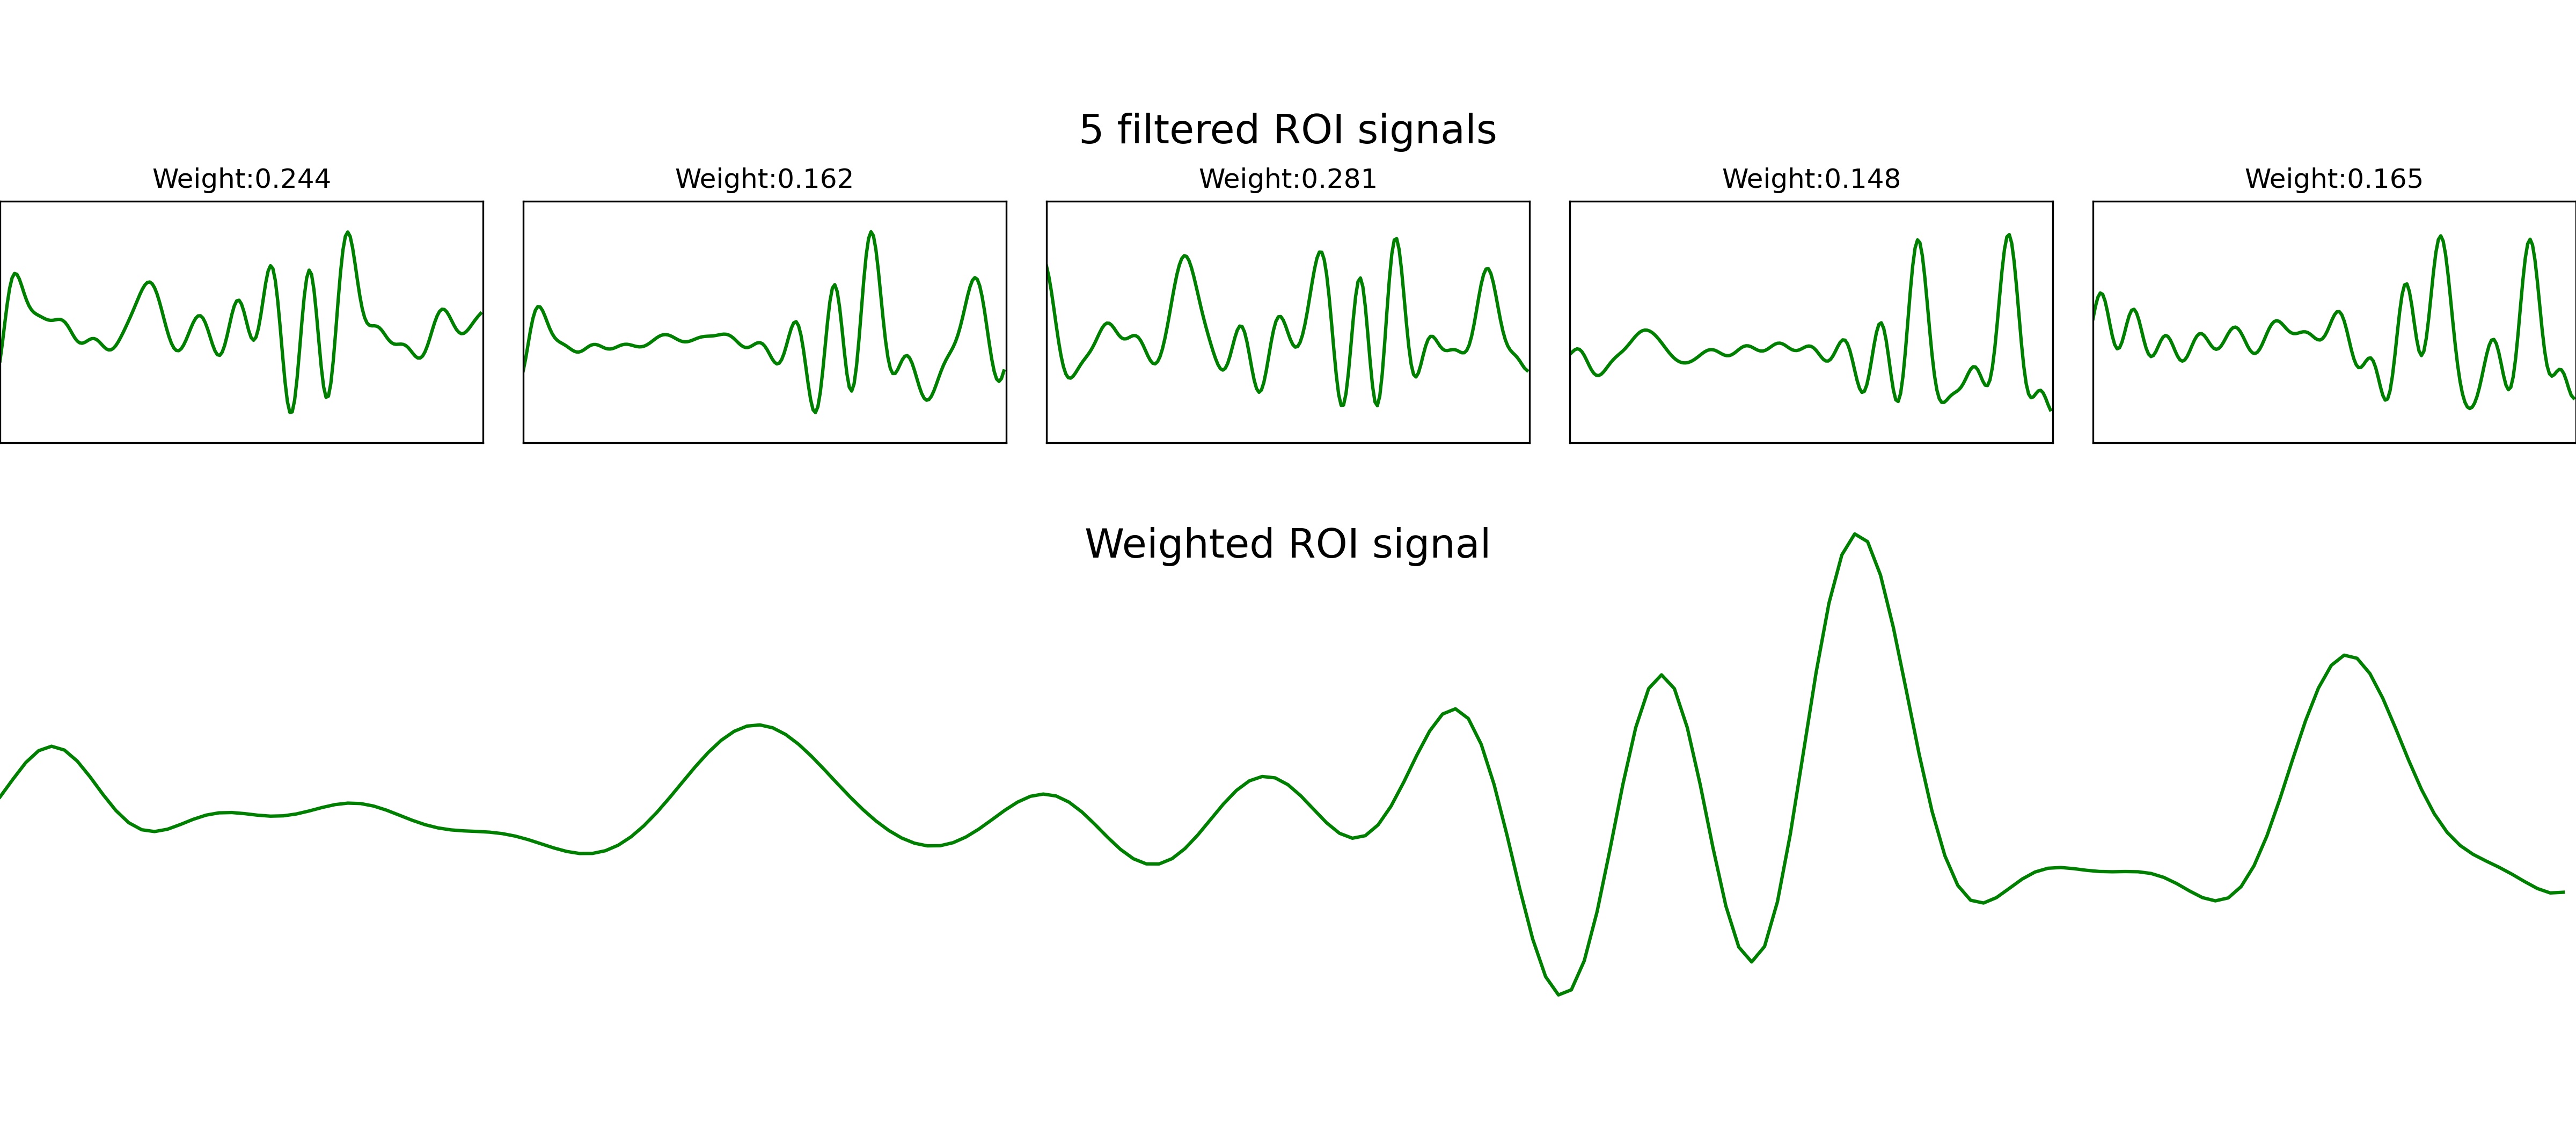 5 filtered ROI signals
Weight:0.244 Weight:0.162 Weight:0.281 Weight:0.148 Weight:0.165
Weighted ROI signal